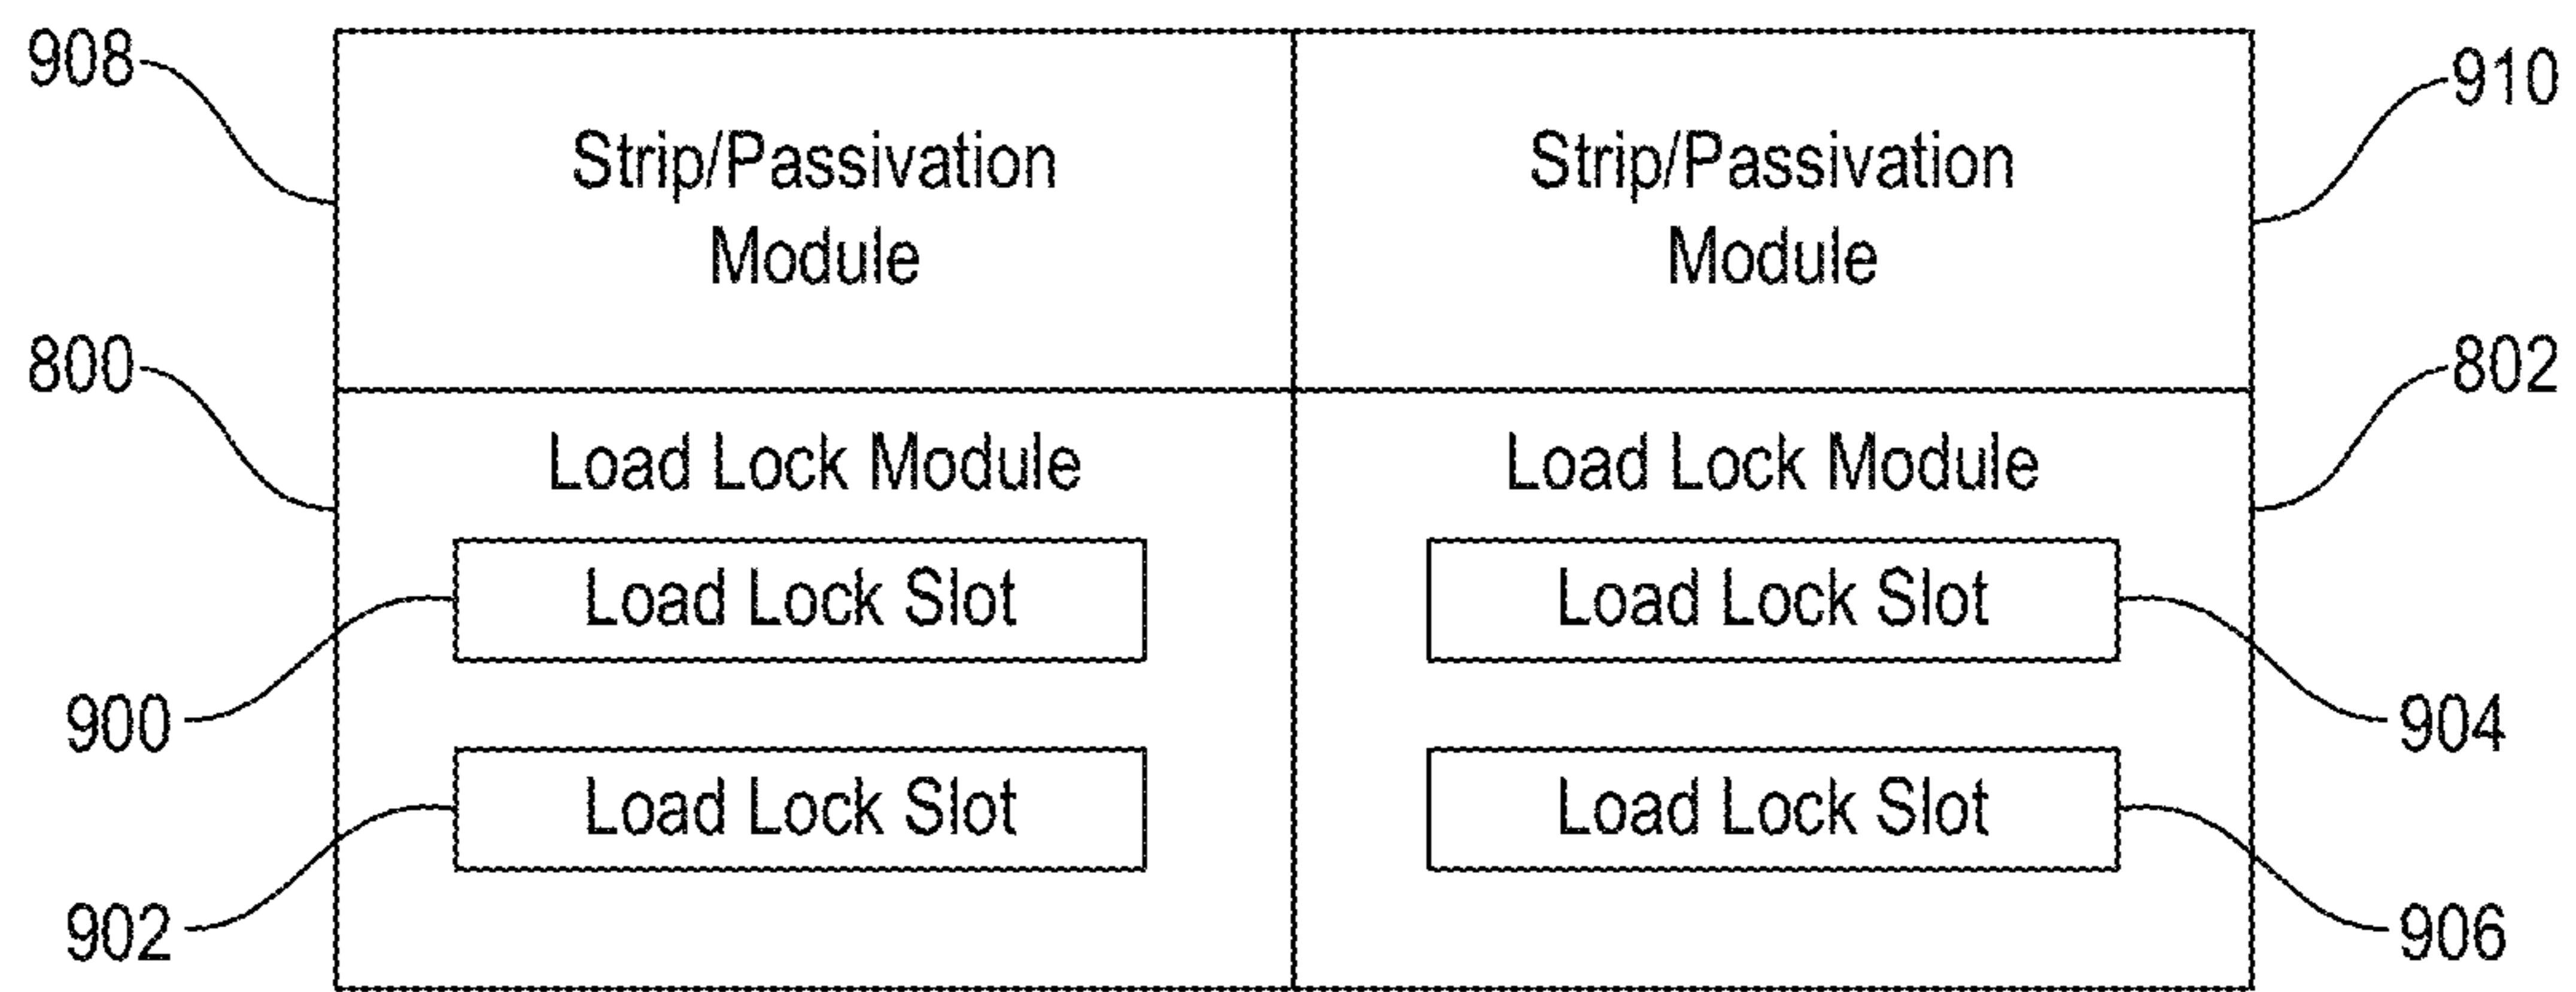 908
Strip/Passivation
Module
Strip/Passivation
Module
910
800
Load Lock Module
Load Lock Module
802
Load Lock Slot
Load Lock Slot
900
904
Load Lock Slot
Load Lock Slot
902
906